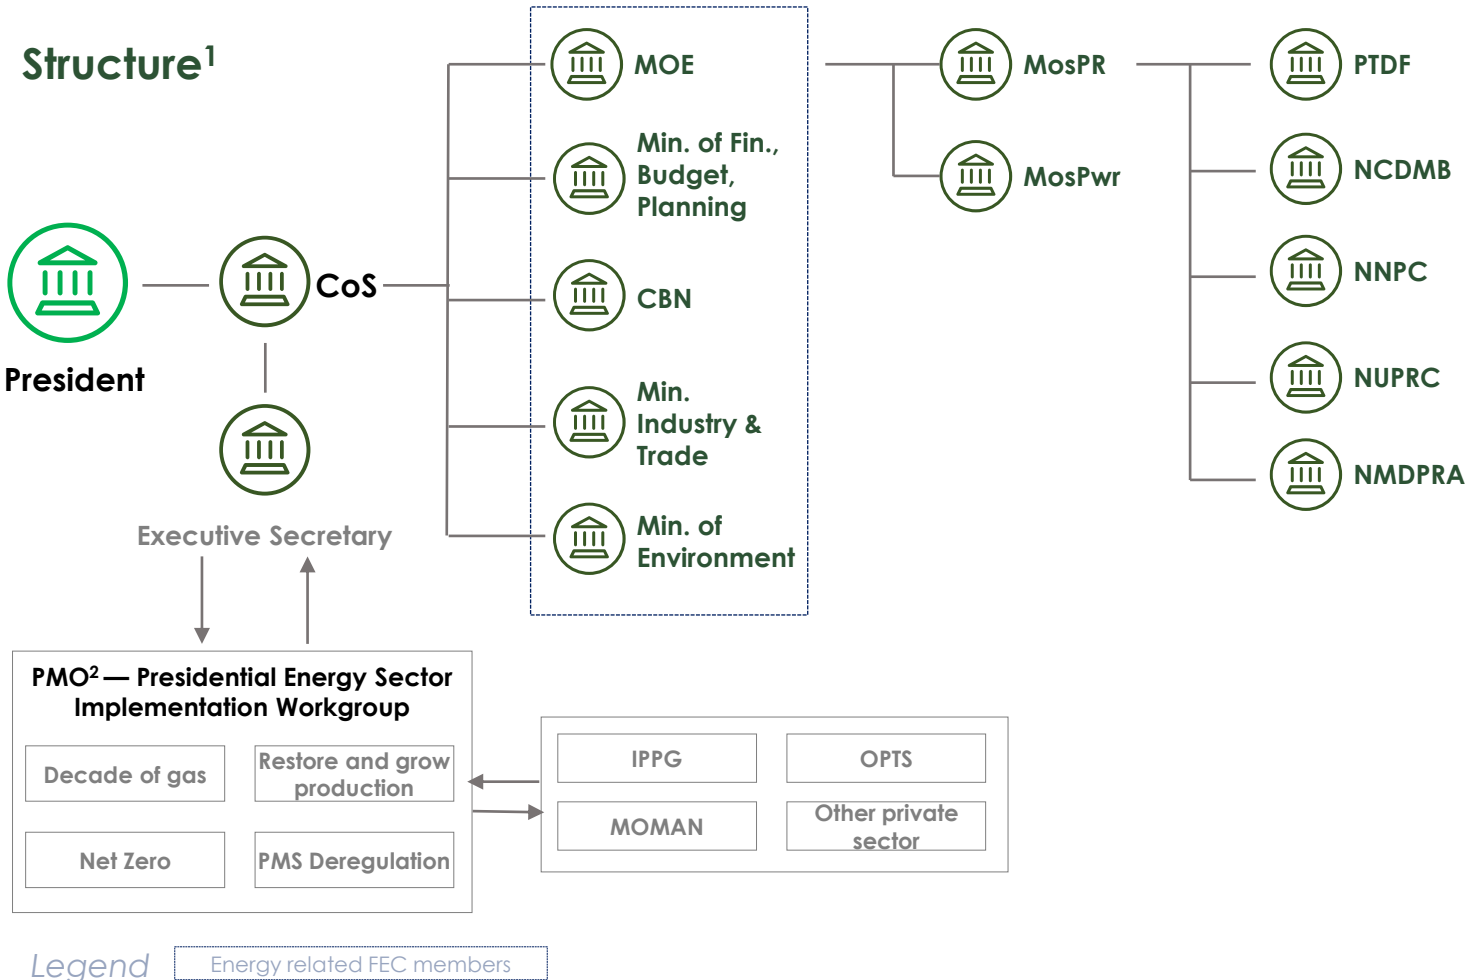 Structure¹
President
CoS
Executive Secretary
MOE
Min. of Fin.,
Budget,
Planning
CBN
Min.
Industry &
Trade
Min. of
Environment
MosPR
MosPwr
PTDF
NCDMB
NNPC
NUPRC
NMDPRA
PMO² — Presidential Energy Sector
Implementation Workgroup
Decade of gas
Restore and grow
production
Net Zero
PMS Deregulation
IPPG
OPTS
MOMAN
Other private
sector
Legend
Energy related FEC members